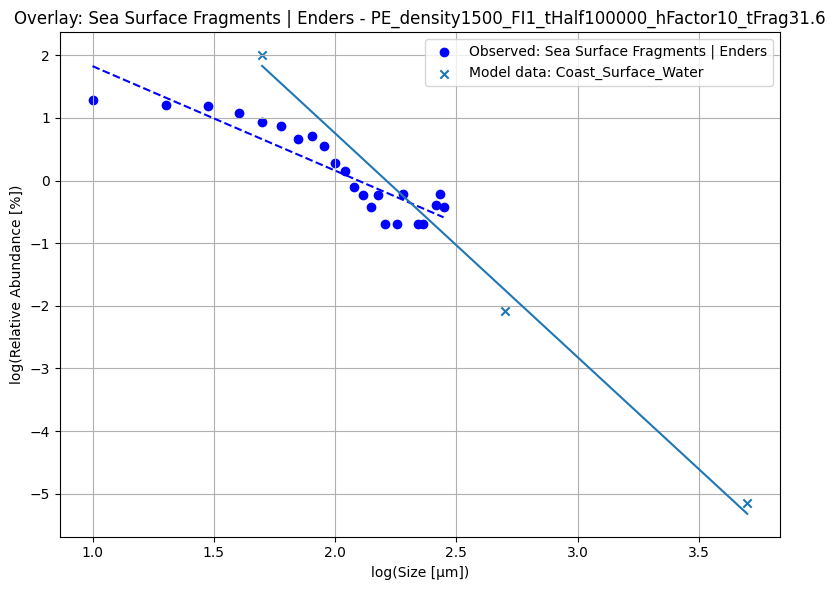 Overlay: Sea Surface Fragments | Enders - PE_density1500_FI1_tHalf100000_hFactor10_tFrag31.6
Observed: Sea Surface Fragments | Enders
Model data: Coast_Surface_Water
log(Relative Abundance [%])
2
1
0
−1
−2
−3
−4
−5
1.0 1.5 2.0 2.5 3.0 3.5
log(Size [μm])